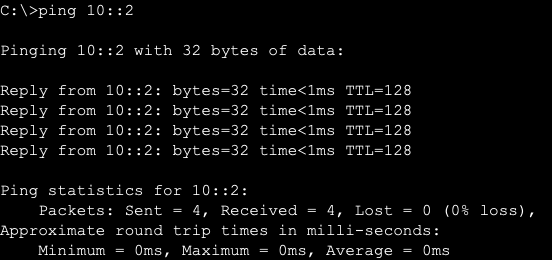 C:\>ping 10::2
Pinging 10::2 with 32 bytes of data:
Reply from 10::2: bytes=32 time<1ms TTL=128
Reply from 10::2: bytes=32 time<1ms TTL=128
Reply from 10::2: bytes=32 time<1ms TTL=128
Reply from 10::2: bytes=32 time<1ms TTL=128
Ping statistics for 10::2:
Packets: Sent = 4, Received = 4, Lost = 0 (0% loss),
Approximate round trip times in milli-seconds:
Minimum = 0ms, Maximum = 0ms, Average = 0ms